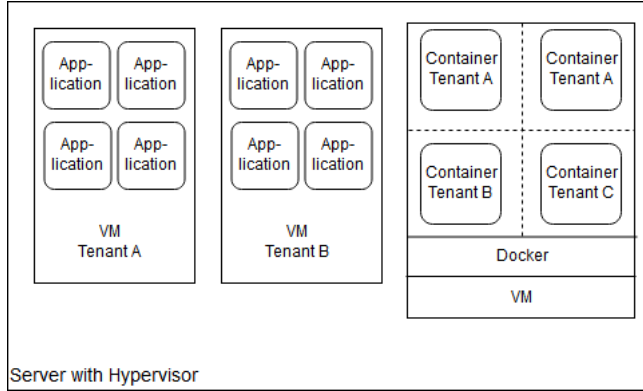 App-
lication
App-
lication
App-
lication
App-
lication
VM
Tenant A
App-
lication
App-
lication
App-
lication
App-
lication
VM
Tenant B
Container
Tenant A
Container
Tenant A
Container
Tenant B
Container
Tenant C
Docker
VM
Server with Hypervisor